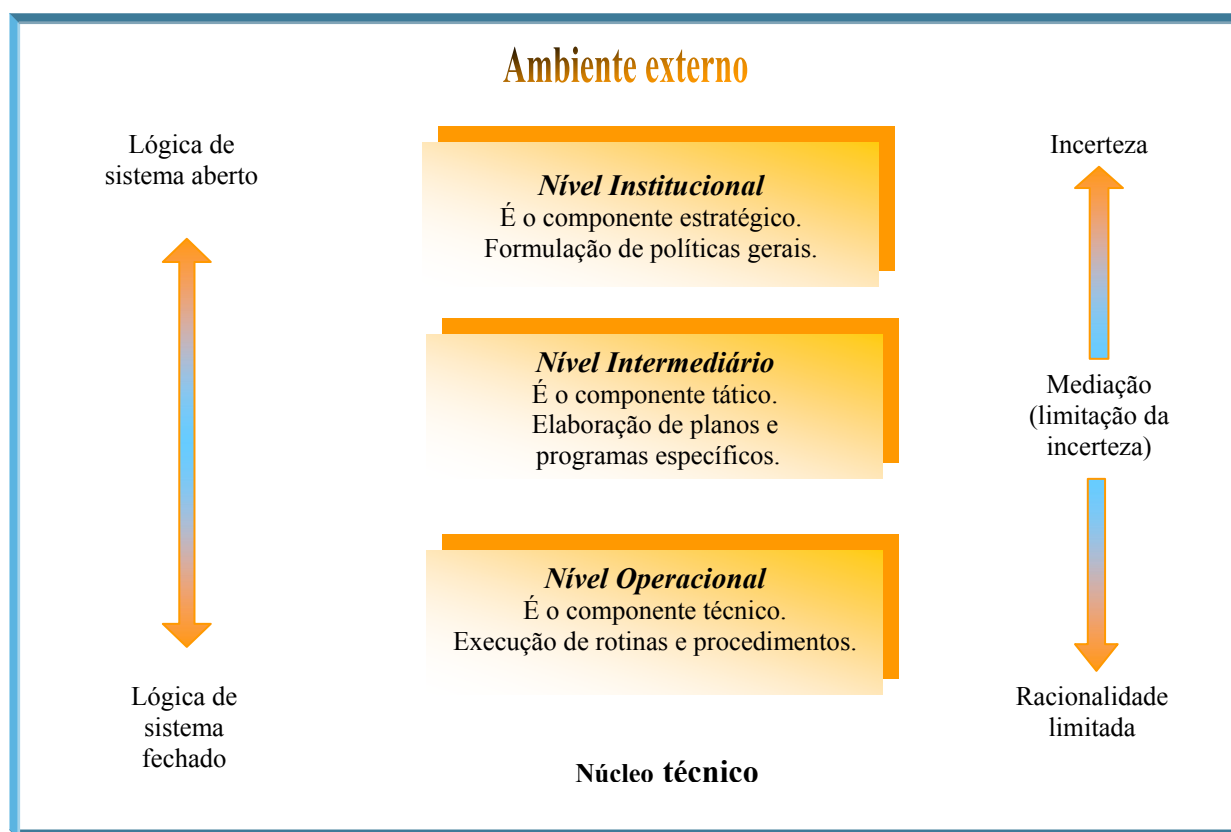 Ambiente externo
Lógica de
sistema aberto
Incerteza
Nível Institucional
É o componente estratégico.
Formulação de políticas gerais.
Nível Intermediário
É o componente tático.
Elaboração de planos e
programas específicos.
Mediação
(limitação da
incerteza)
Nível Operacional
É o componente técnico.
Execução de rotinas e procedimentos.
Lógica de
sistema
fechado
Racionalidade
limitada
Núcleo técnico